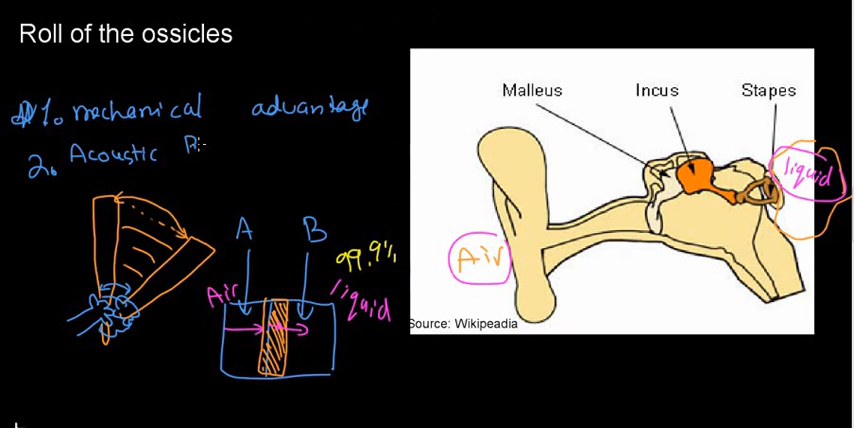 Roll of the ossicles
1. mechanical advantage
2. Acoustic
Malleus
Incus
Stapes
liquid
Air
A
B
99.9%
Air
liquid
Source: Wikipeadia